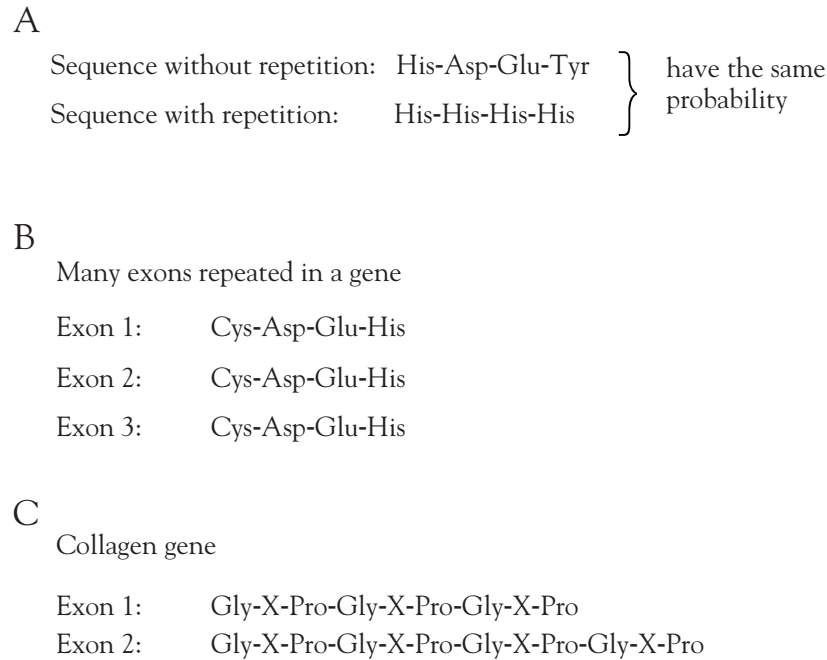 A
Sequence without repetition: His-Asp-Glu-Tyr
Sequence with repetition: His-His-His-His
have the same
probability
B
Many exons repeated in a gene
Exon 1: Cys-Asp-Glu-His
Exon 2: Cys-Asp-Glu-His
Exon 3: Cys-Asp-Glu-His
C
Collagen gene
Exon 1: Gly-X-Pro-Gly-X-Pro-Gly-X-Pro
Exon 2: Gly-X-Pro-Gly-X-Pro-Gly-X-Pro-Gly-X-Pro